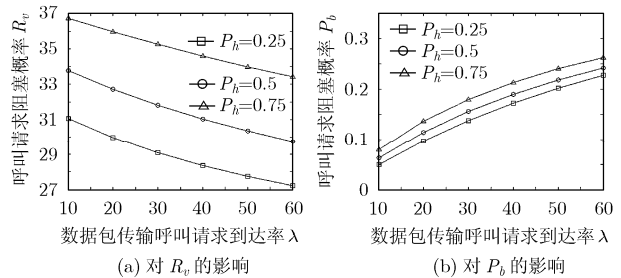 37
35
33
31
29
27
呼叫请求阻塞概率 Rv
Ph=0.25
Ph=0.5
Ph=0.75
10 20 30 40 50 60
数据包传输呼叫请求到达率 λ
(a) 对 Rv 的影响
0.3
0.2
0.1
0
呼叫请求阻塞概率 Pb
Ph=0.25
Ph=0.5
Ph=0.75
10 20 30 40 50 60
数据包传输呼叫请求到达率 λ
(b) 对 Pb 的影响